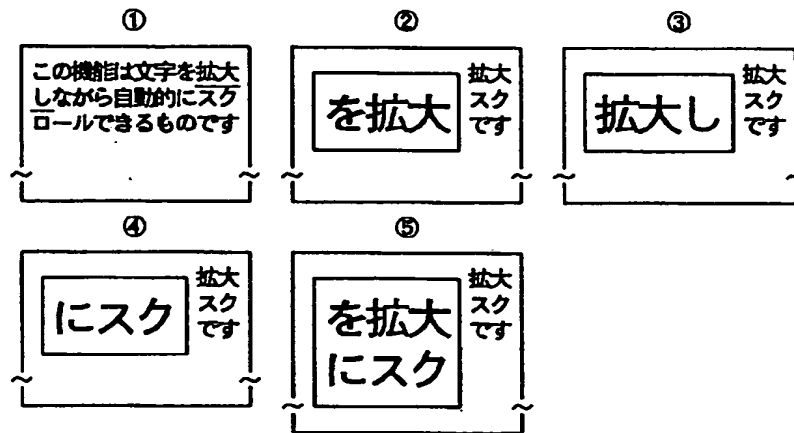 ①
この機能は文字を拡大
しながら自動的にスク
ロールできるものです
②
を拡大
拡大
スク
です
③
拡大し
拡大
スク
です
④
にスク
拡大
スク
です
⑤
を拡大
にスク
拡大
スク
です